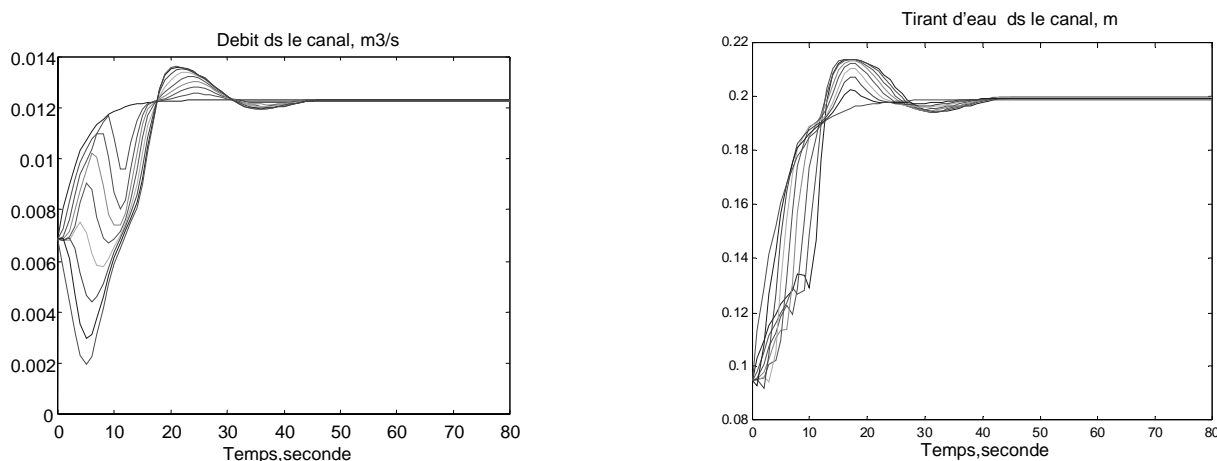 Debit ds le canal, m3/s
0.014
0.012
0.01
0.008
0.006
0.004
0.002
0
0 10 20 30 40 50 60 70 80
Temps,seconde
Tirant d'eau ds le canal, m
0.22
0.2
0.18
0.16
0.14
0.12
0.1
0.08
0 10 20 30 40 50 60 70 80
Temps,seconde